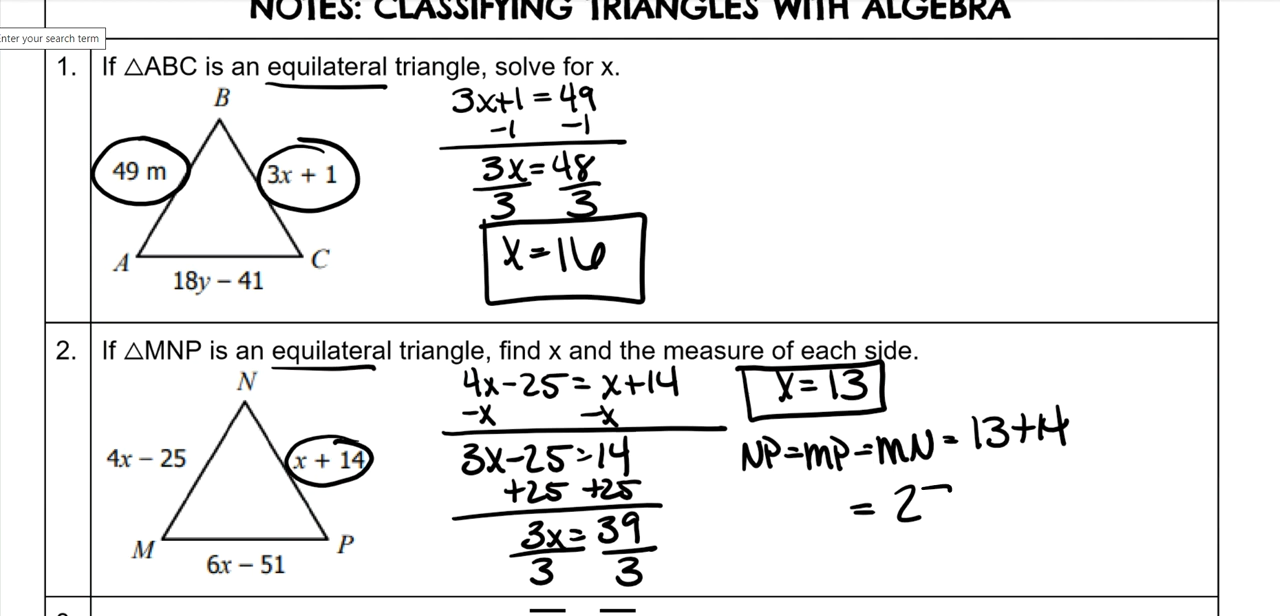 NOTES: CLASSIFYING TRIANGLES WITH ALGEBRA
Enter your search term
1. If △ABC is an equilateral triangle, solve for x.
B
49 m
3x + 1
A
C
18y – 41
3x+1 = 49
-1 -1
3x = 48
3 3
x = 16
2. If △MNP is an equilateral triangle, find x and the measure of each side.
N
4x – 25
x + 14
M
P
6x – 51
4x-25 = x+14
-x -x
3x-25=14
+25 +25
3x = 39
3 3
x = 13
NP=MP=MN = 13+14
= 2